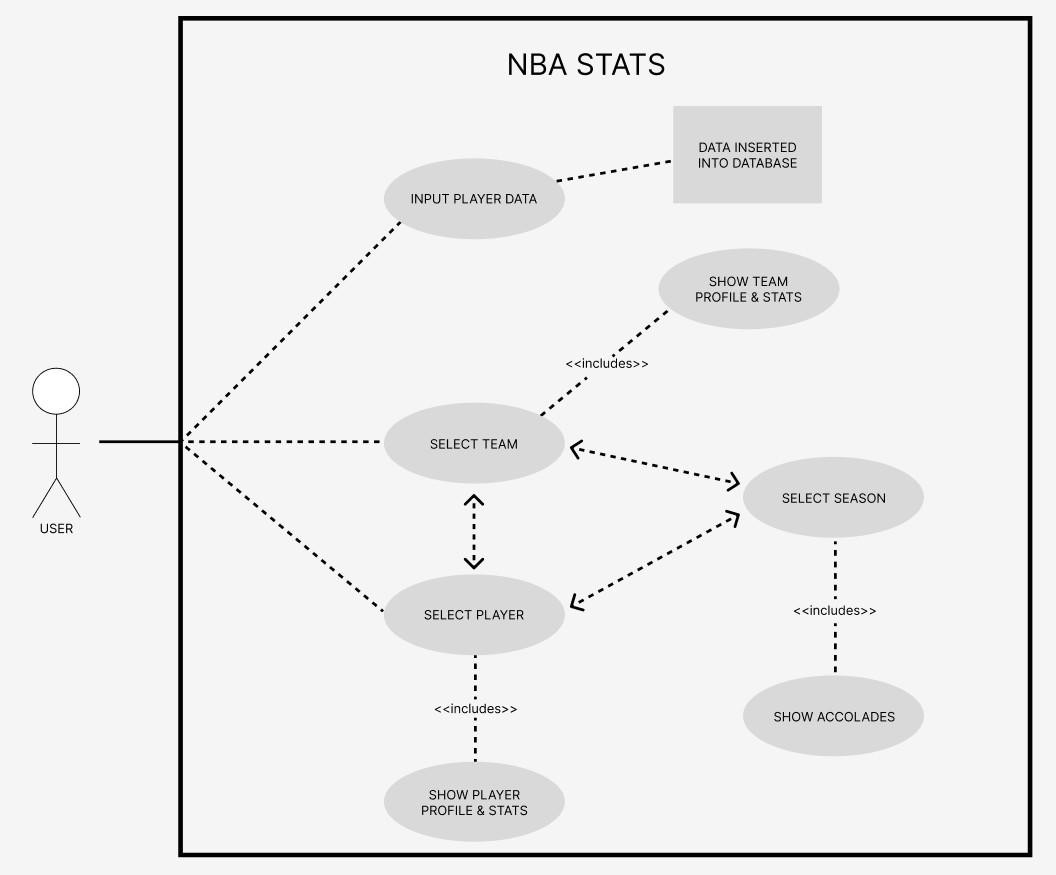 NBA STATS
DATA INSERTED
INTO DATABASE
INPUT PLAYER DATA
SHOW TEAM
PROFILE & STATS
<<includes>>
SELECT TEAM
SELECT SEASON
USER
SELECT PLAYER
<<includes>>
<<includes>>
SHOW ACCOLADES
SHOW PLAYER
PROFILE & STATS